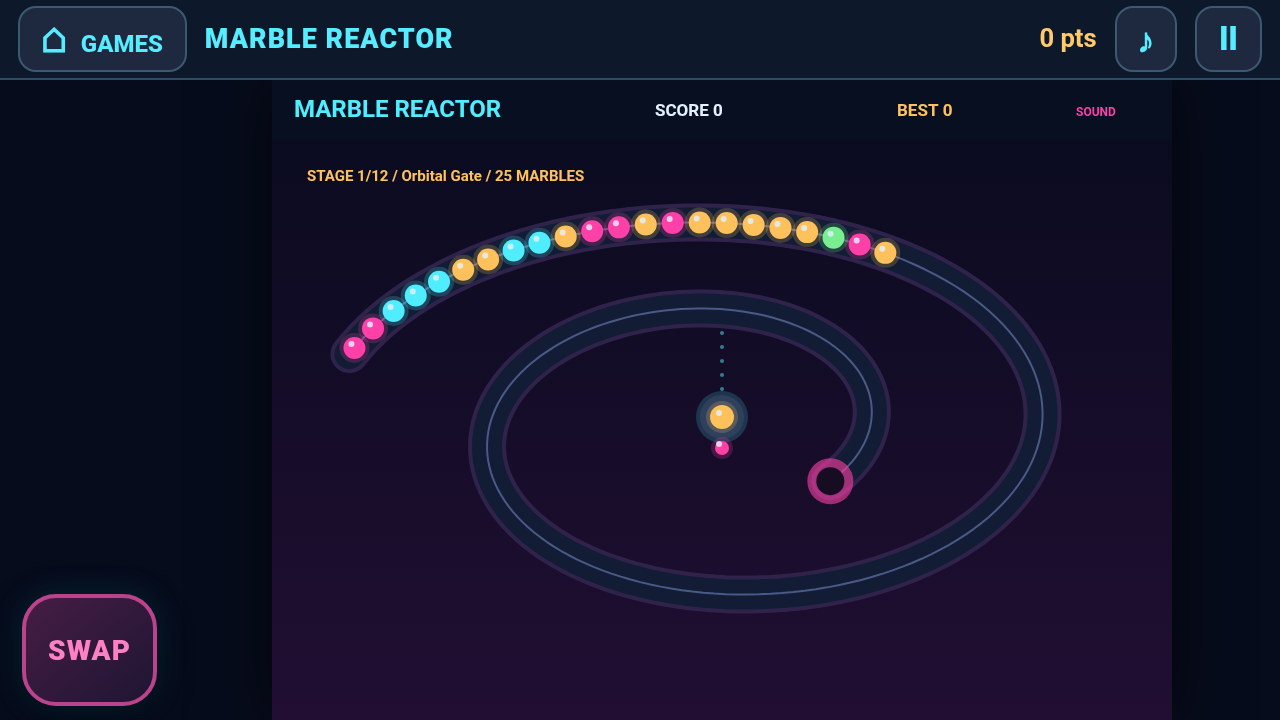 GAMES
MARBLE REACTOR
0 pts
♪
MARBLE REACTOR
SCORE 0
BEST 0
SOUND
STAGE 1/12 / Orbital Gate / 25 MARBLES
SWAP